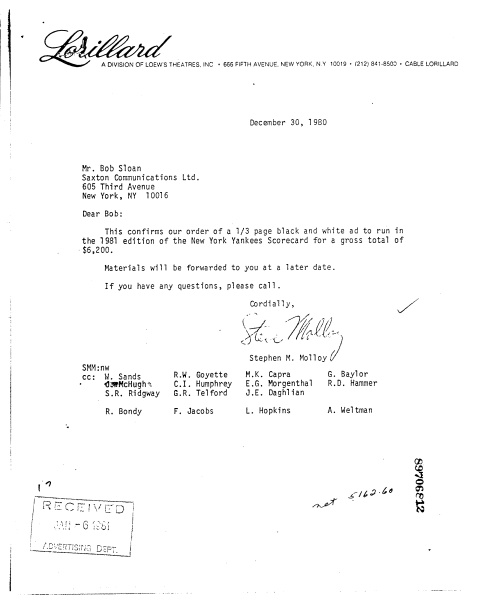 Lorillard
A DIVISION OF LOEW'S THEATRES, INC • 666 FIFTH AVENUE, NEW YORK, N.Y 10019 • (212) 841-8500 • CABLE LORILLARD
December 30, 1980
Mr. Bob Sloan
Saxton Communications Ltd.
605 Third Avenue
New York, NY 10016
Dear Bob:
This confirms our order of a 1/3 page black and white ad to run in
the 1981 edition of the New York Yankees Scorecard for a gross total of
$6,200.
Materials will be forwarded to you at a later date.
If you have any questions, please call.
Cordially,
Steve Molloy
Stephen M. Molloy
SMM:nw
cc: W. Sands R.W. Goyette M.K. Capra G. Baylor
McHugh C.I. Humphrey E.G. Morgenthal R.D. Hammer
S.R. Ridgway G.R. Telford J.E. Daghlian
R. Bondy F. Jacobs L. Hopkins A. Weltman
net 5162.60
RECEIVED
JAN - 6 1981
ADVERTISING DEPT.